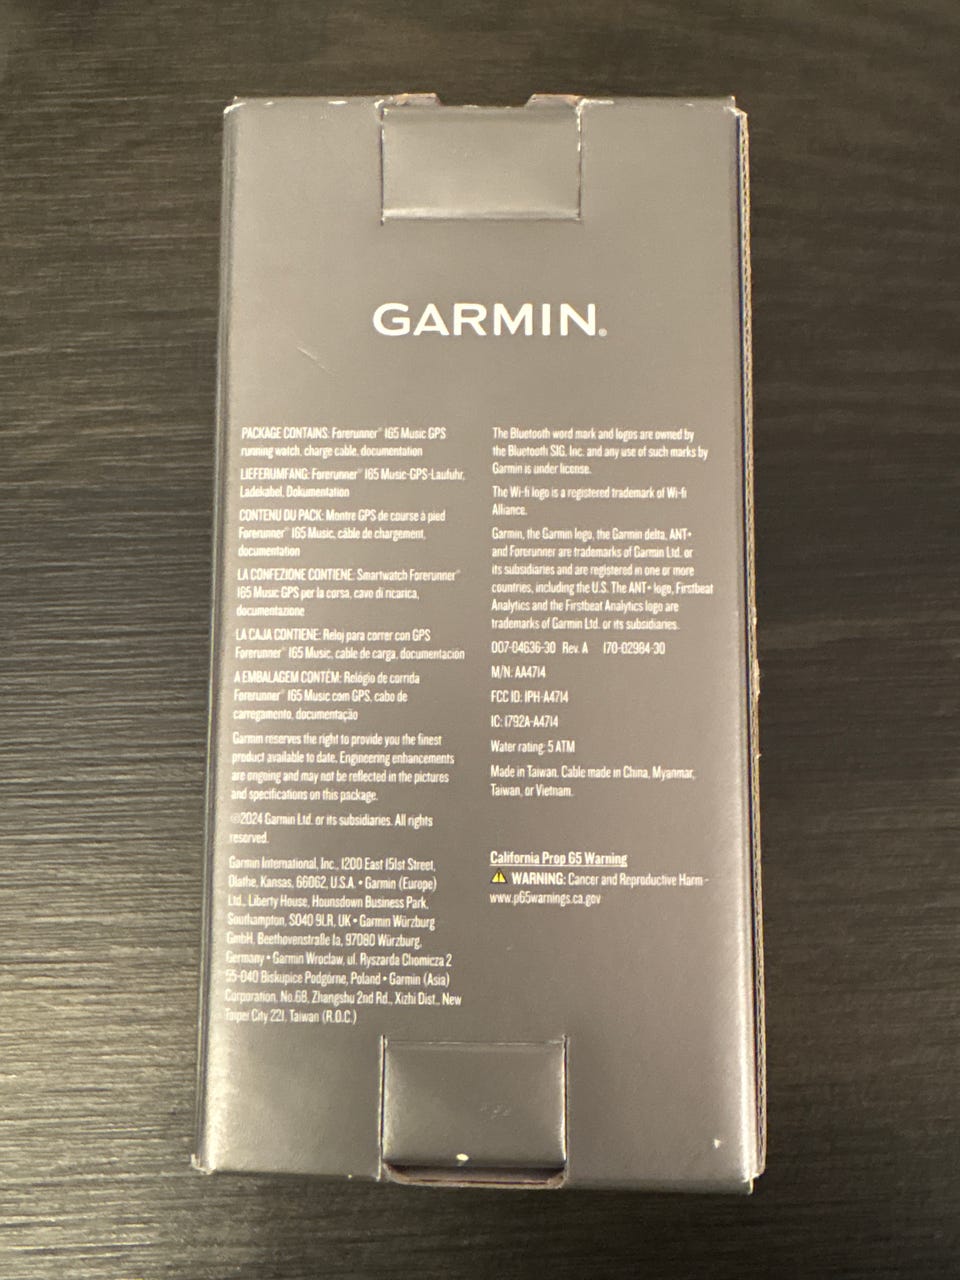 GARMIN®
PACKAGE CONTAINS: Forerunner® 165 Music GPS
running watch, charge cable, documentation
LIEFERUMFANG: Forerunner® 165 Music-GPS-Laufuhr,
Ladekabel, Dokumentation
CONTENU DU PACK: Montre GPS de course à pied
Forerunner® 165 Music, câble de chargement,
documentation
LA CONFEZIONE CONTIENE: Smartwatch Forerunner®
165 Music GPS per la corsa, cavo di ricarica,
documentazione
LA CAJA CONTIENE: Reloj para correr con GPS
Forerunner® 165 Music, cable de carga, documentación
A EMBALAGEM CONTÉM: Relógio de corrida
Forerunner® 165 Music com GPS, cabo de
carregamento, documentação
Garmin reserves the right to provide you the finest
product available to date. Engineering enhancements
are ongoing and may not be reflected in the pictures
and specifications on this package.
©2024 Garmin Ltd. or its subsidiaries. All rights
reserved.
Garmin International, Inc., 1200 East 151st Street,
Olathe, Kansas, 66062, U.S.A. • Garmin (Europe)
Ltd., Liberty House, Hounsdown Business Park,
Southampton, SO40 9LR, UK • Garmin Würzburg
GmbH, Beethovenstraße 1a, 97080 Würzburg,
Germany • Garmin Wrocław, ul. Ryszarda Chomicza 2
55-040 Biskupice Podgórne, Poland • Garmin (Asia)
Corporation, No.68, Zhangshu 2nd Rd., Xizhi Dist., New
Taipei City 221, Taiwan (R.O.C.)
The Bluetooth word mark and logos are owned by
the Bluetooth SIG, Inc. and any use of such marks by
Garmin is under license.
The Wi-fi logo is a registered trademark of Wi-fi
Alliance.
Garmin, the Garmin logo, the Garmin delta, ANT+
and Forerunner are trademarks of Garmin Ltd. or
its subsidiaries and are registered in one or more
countries, including the U.S. The ANT+ logo, Firstbeat
Analytics and the Firstbeat Analytics logo are
trademarks of Garmin Ltd. or its subsidiaries.
007-04636-30 Rev. A 170-02984-30
M/N: AA4714
FCC ID: IPH-A4714
IC: 1792A-A4714
Water rating: 5 ATM
Made in Taiwan. Cable made in China, Myanmar,
Taiwan, or Vietnam.
California Prop 65 Warning
⚠ WARNING: Cancer and Reproductive Harm -
www.p65warnings.ca.gov